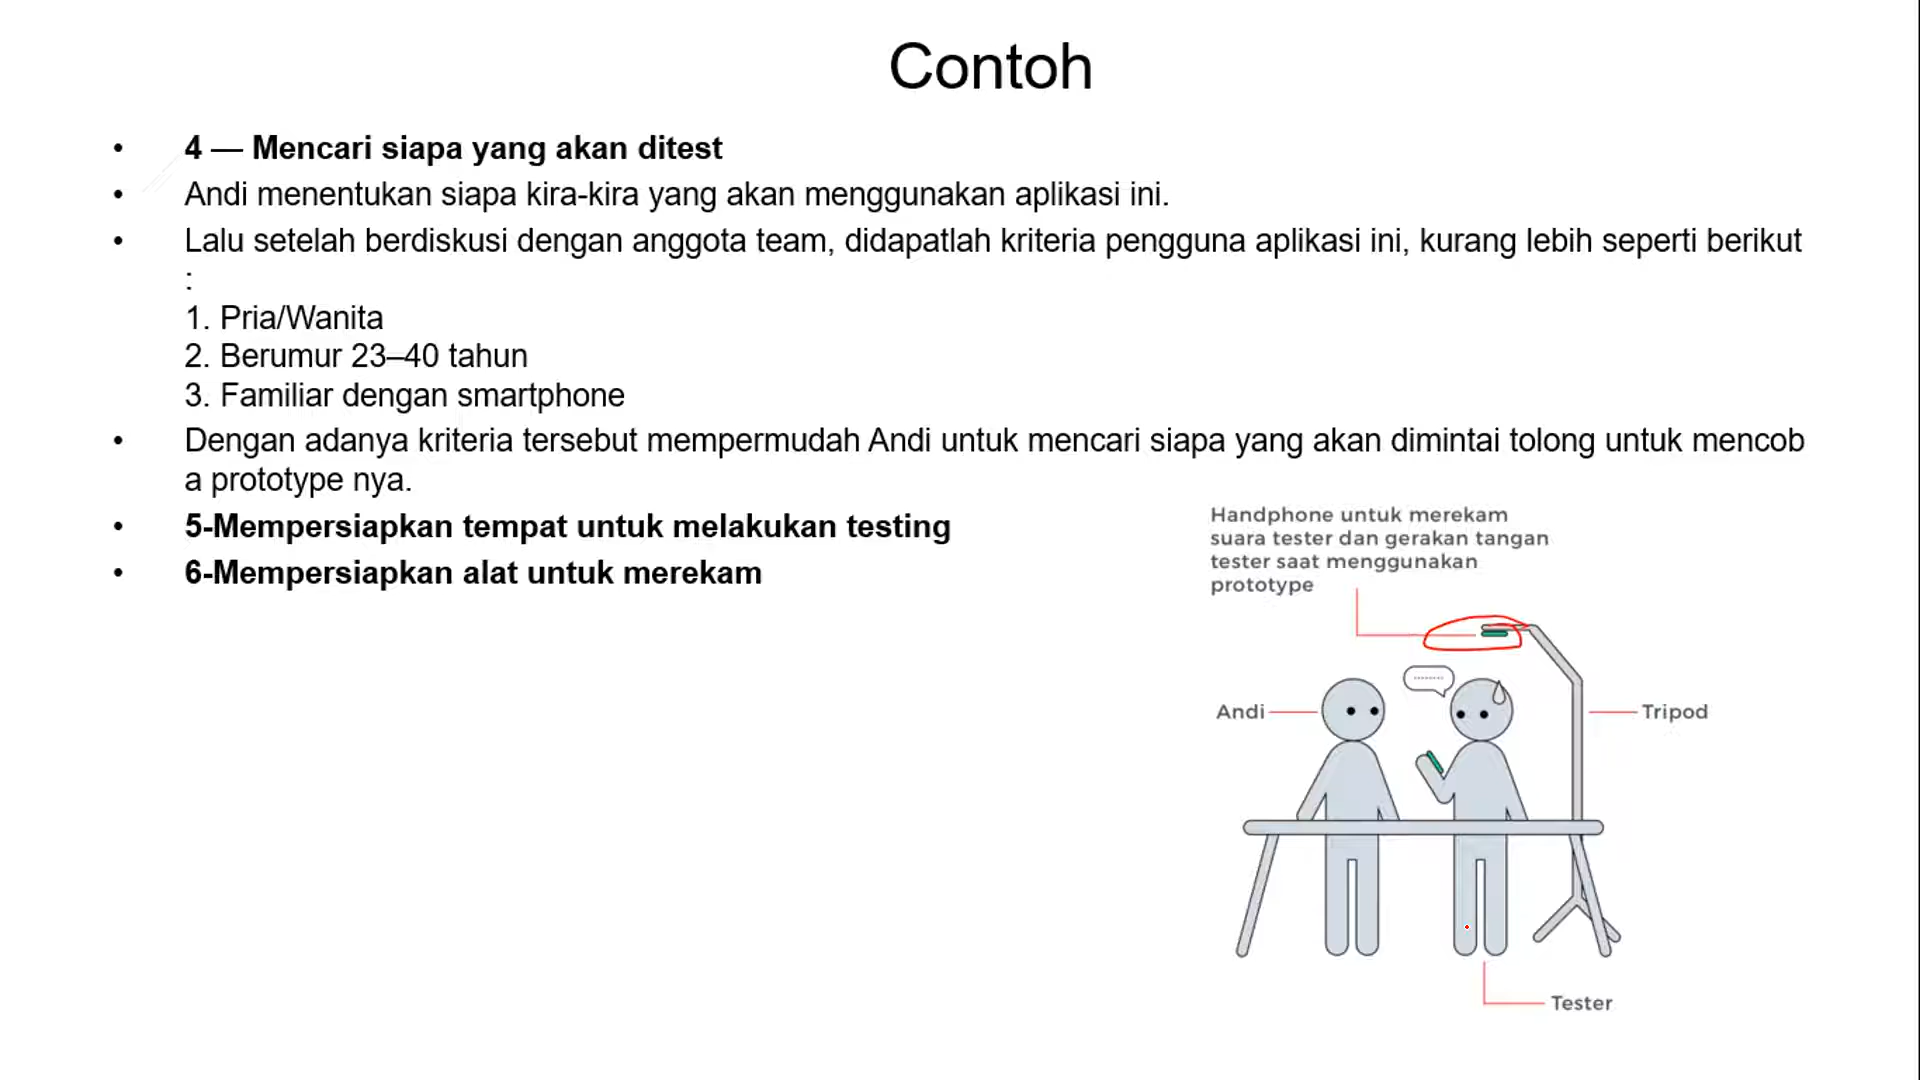 Contoh
• 4 — Mencari siapa yang akan ditest
• Andi menentukan siapa kira-kira yang akan menggunakan aplikasi ini.
• Lalu setelah berdiskusi dengan anggota team, didapatlah kriteria pengguna aplikasi ini, kurang lebih seperti berikut
:
1. Pria/Wanita
2. Berumur 23–40 tahun
3. Familiar dengan smartphone
• Dengan adanya kriteria tersebut mempermudah Andi untuk mencari siapa yang akan dimintai tolong untuk mencob
a prototype nya.
• 5-Mempersiapkan tempat untuk melakukan testing
• 6-Mempersiapkan alat untuk merekam
Handphone untuk merekam
suara tester dan gerakan tangan
tester saat menggunakan
prototype
Andi
Tripod
Tester